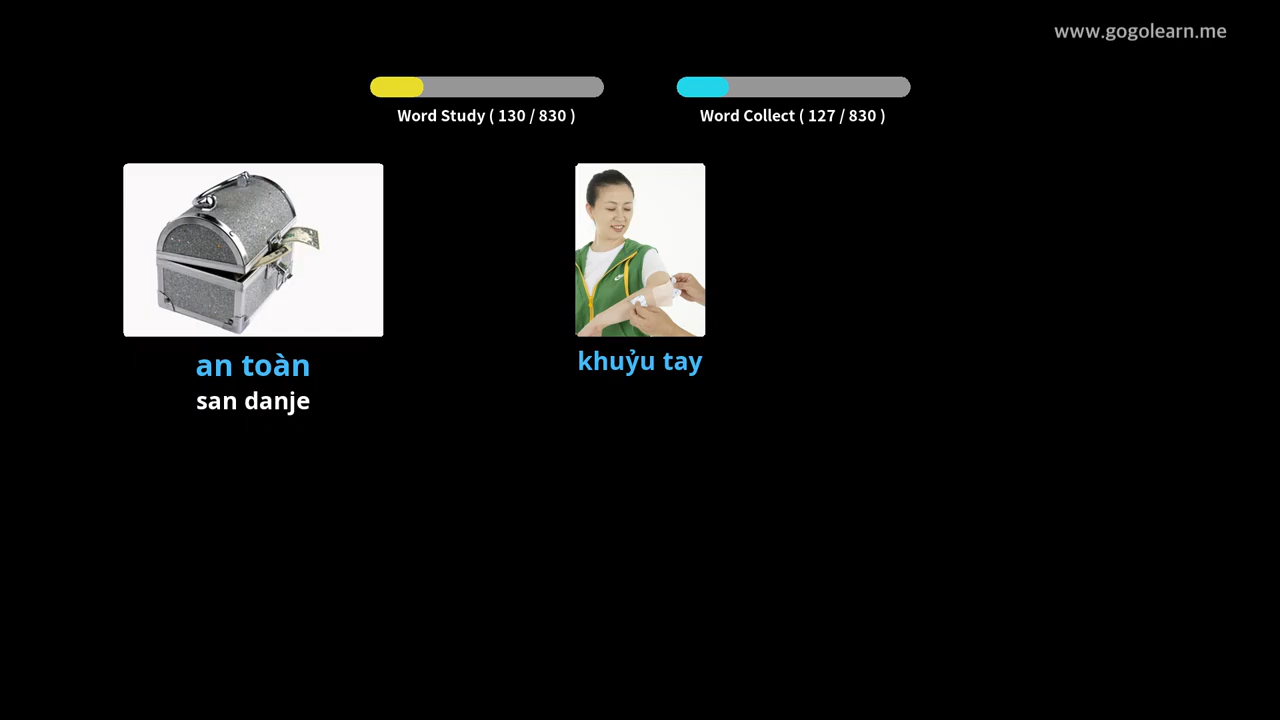 www.gogolearn.me
Word Study ( 130 / 830 )
Word Collect ( 127 / 830 )
an toàn
san danje
khuỷu tay